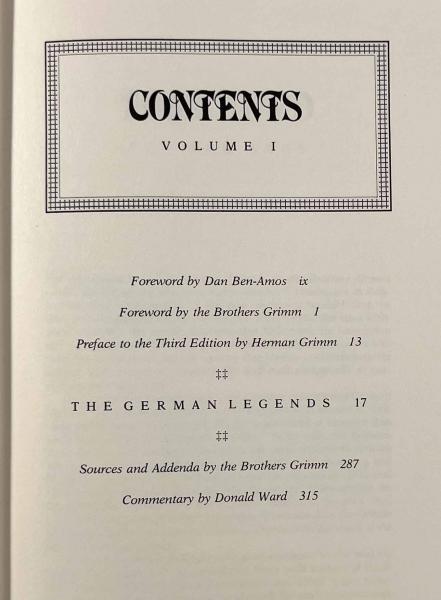 CONTENTS
VOLUME I
Foreword by Dan Ben-Amos ix
Foreword by the Brothers Grimm 1
Preface to the Third Edition by Herman Grimm 13
‡‡
THE GERMAN LEGENDS 17
‡‡
Sources and Addenda by the Brothers Grimm 287
Commentary by Donald Ward 315